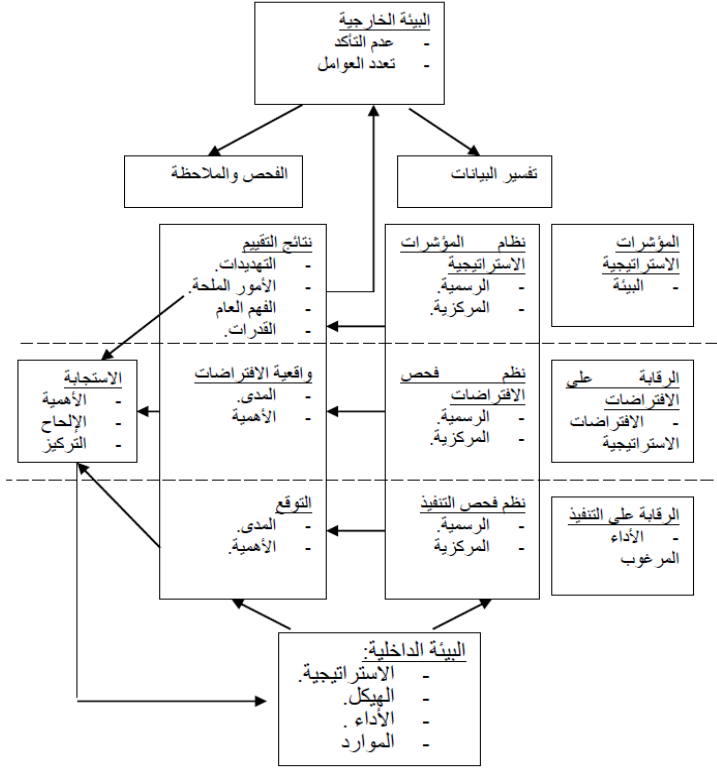 البيئة الخارجية
- عدم التأكد
- تعدد العوامل
تفسير البيانات
الفحص والملاحظة
المؤشرات
الاستراتيجية
- البيئة
نظام المؤشرات
الاستراتيجية
- الرسمية.
- المركزية.
نتائج التقييم
- التهديدات.
- الأمور الملحة.
- الفهم العام
- القدرات.
الرقابة على
الافتراضات
- الافتراضات
الاستراتيجية
نظم فحص
الافتراضات
- الرسمية.
- المركزية.
واقعية الافتراضات
- المدى.
- الأهمية
الاستجابة
- الأهمية
- الإلحاح
- التركيز
الرقابة على التنفيذ
- الأداء
المرغوب
نظم فحص التنفيذ
- الرسمية.
- المركزية
التوقع
- المدى.
- الأهمية.
البيئة الداخلية:
- الاستراتيجية.
- الهيكل.
- الأداء .
- الموارد